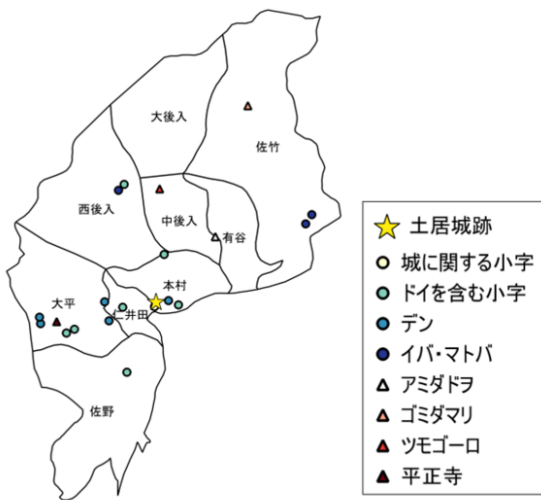 大後入
佐竹
西後入
中後入
有谷
本村
大平
仁井田
佐野
土居城跡
城に関する小字
ドイを含む小字
デン
イバ・マトバ
アミダドヲ
ゴミダマリ
ツモゴーロ
平正寺